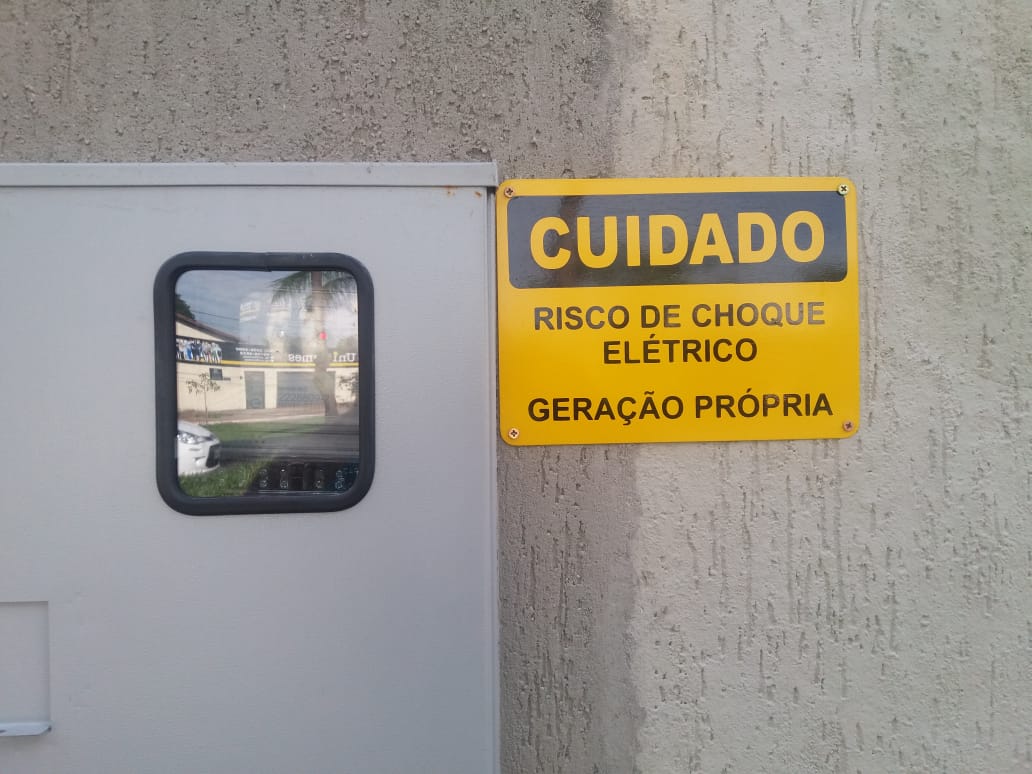 CUIDADO
RISCO DE CHOQUE
ELÉTRICO
GERAÇÃO PRÓPRIA